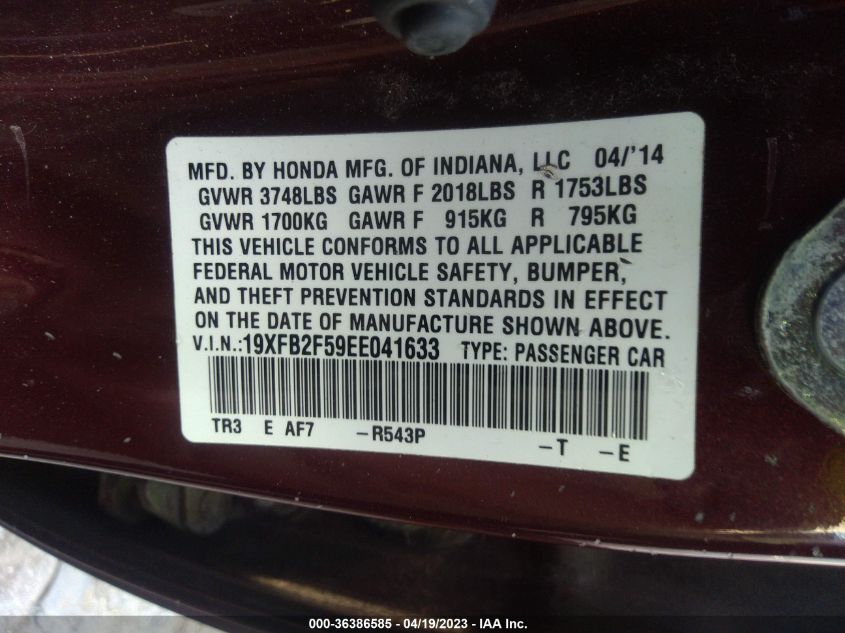 MFD. BY HONDA MFG. OF INDIANA, LLC 04/'14
GVWR 3748LBS GAWR F 2018LBS R 1753LBS
GVWR 1700KG GAWR F 915KG R 795KG
THIS VEHICLE CONFORMS TO ALL APPLICABLE
FEDERAL MOTOR VEHICLE SAFETY, BUMPER,
AND THEFT PREVENTION STANDARDS IN EFFECT
ON THE DATE OF MANUFACTURE SHOWN ABOVE.
V.I.N.:19XFB2F59EE041633 TYPE: PASSENGER CAR
TR3 E AF7 -R543P -T -E
000-36386585 - 04/19/2023 - IAA Inc.